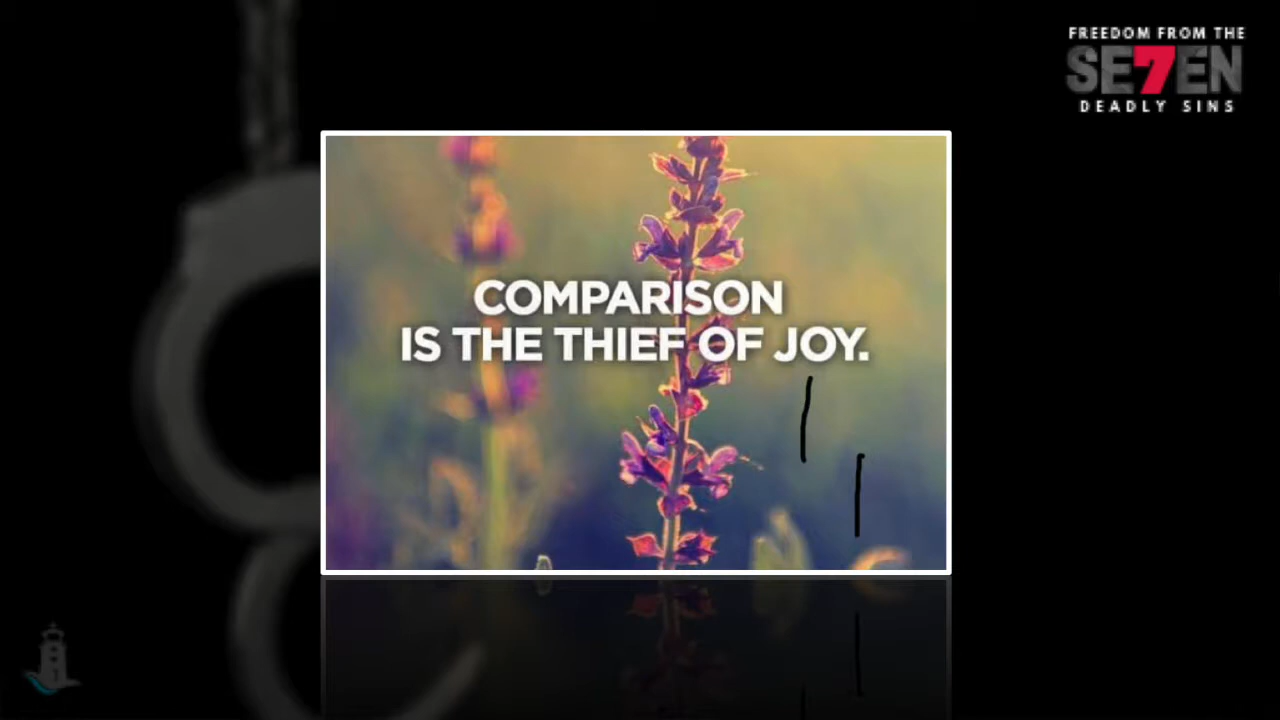 FREEDOM FROM THE
SE7EN
DEADLY SINS
COMPARISON
IS THE THIEF OF JOY.